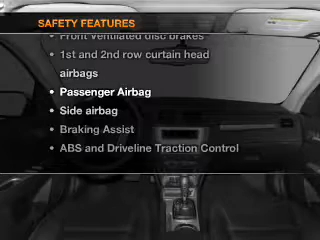 SAFETY FEATURES
• Front ventilated disc brakes
• 1st and 2nd row curtain head
airbags
• Passenger Airbag
• Side airbag
• Braking Assist
• ABS and Driveline Traction Control